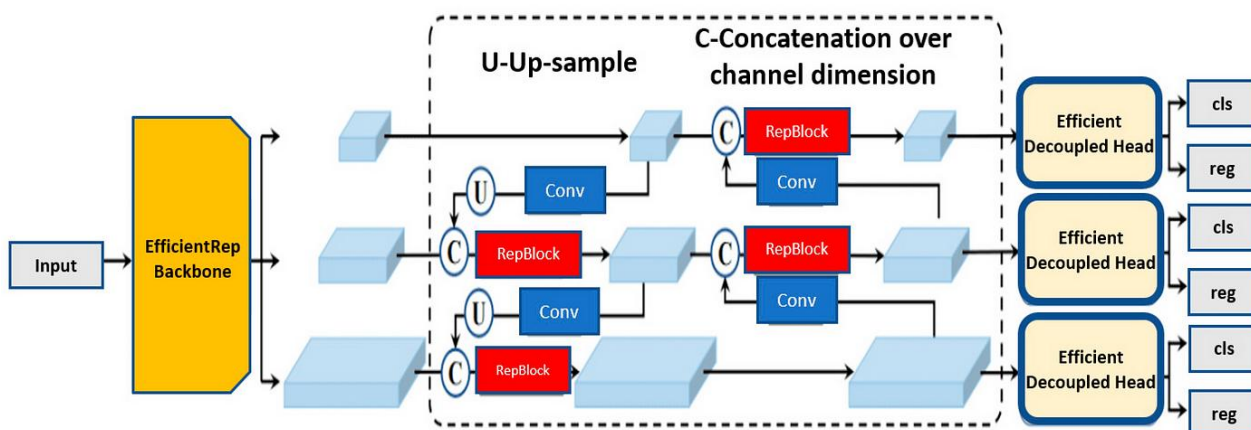 U-Up-sample
C-Concatenation over
channel dimension
Input
EfficientRep
Backbone
C
RepBlock
Conv
U
Conv
C
RepBlock
C
RepBlock
Conv
U
Conv
C
RepBlock
Efficient
Decoupled Head
cls
reg
Efficient
Decoupled Head
cls
reg
Efficient
Decoupled Head
cls
reg